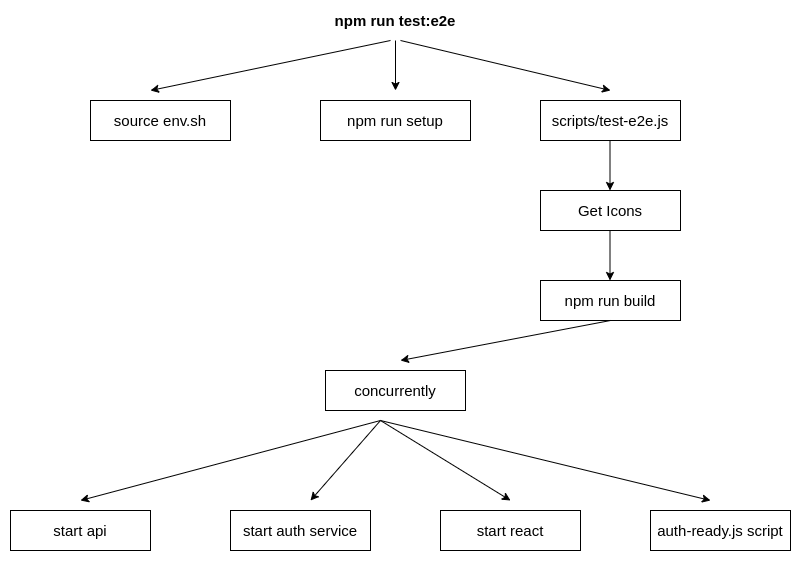 npm run test:e2e
source env.sh
npm run setup
scripts/test-e2e.js
Get Icons
npm run build
concurrently
start api
start auth service
start react
auth-ready.js script